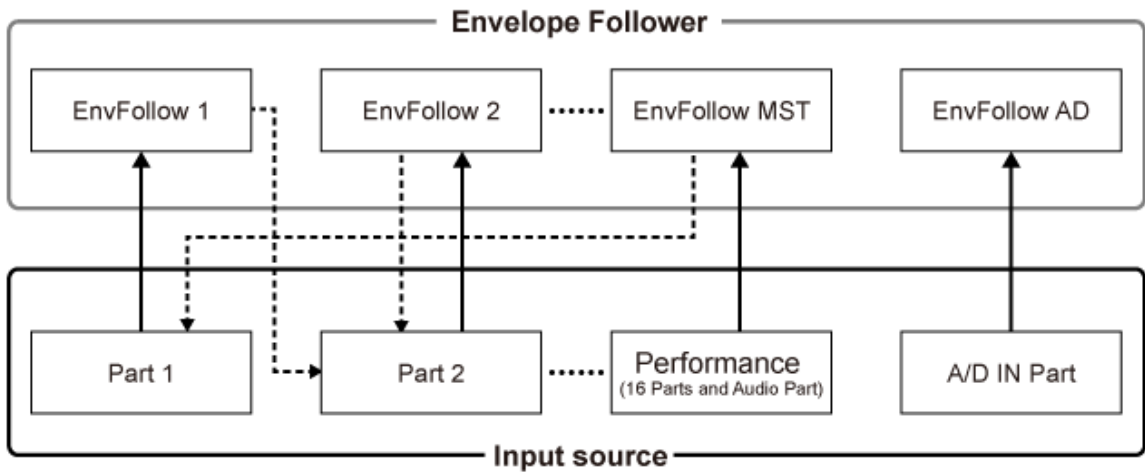 Envelope Follower
EnvFollow 1
EnvFollow 2
EnvFollow MST
EnvFollow AD
Part 1
Part 2
Performance
(16 Parts and Audio Part)
A/D IN Part
Input source